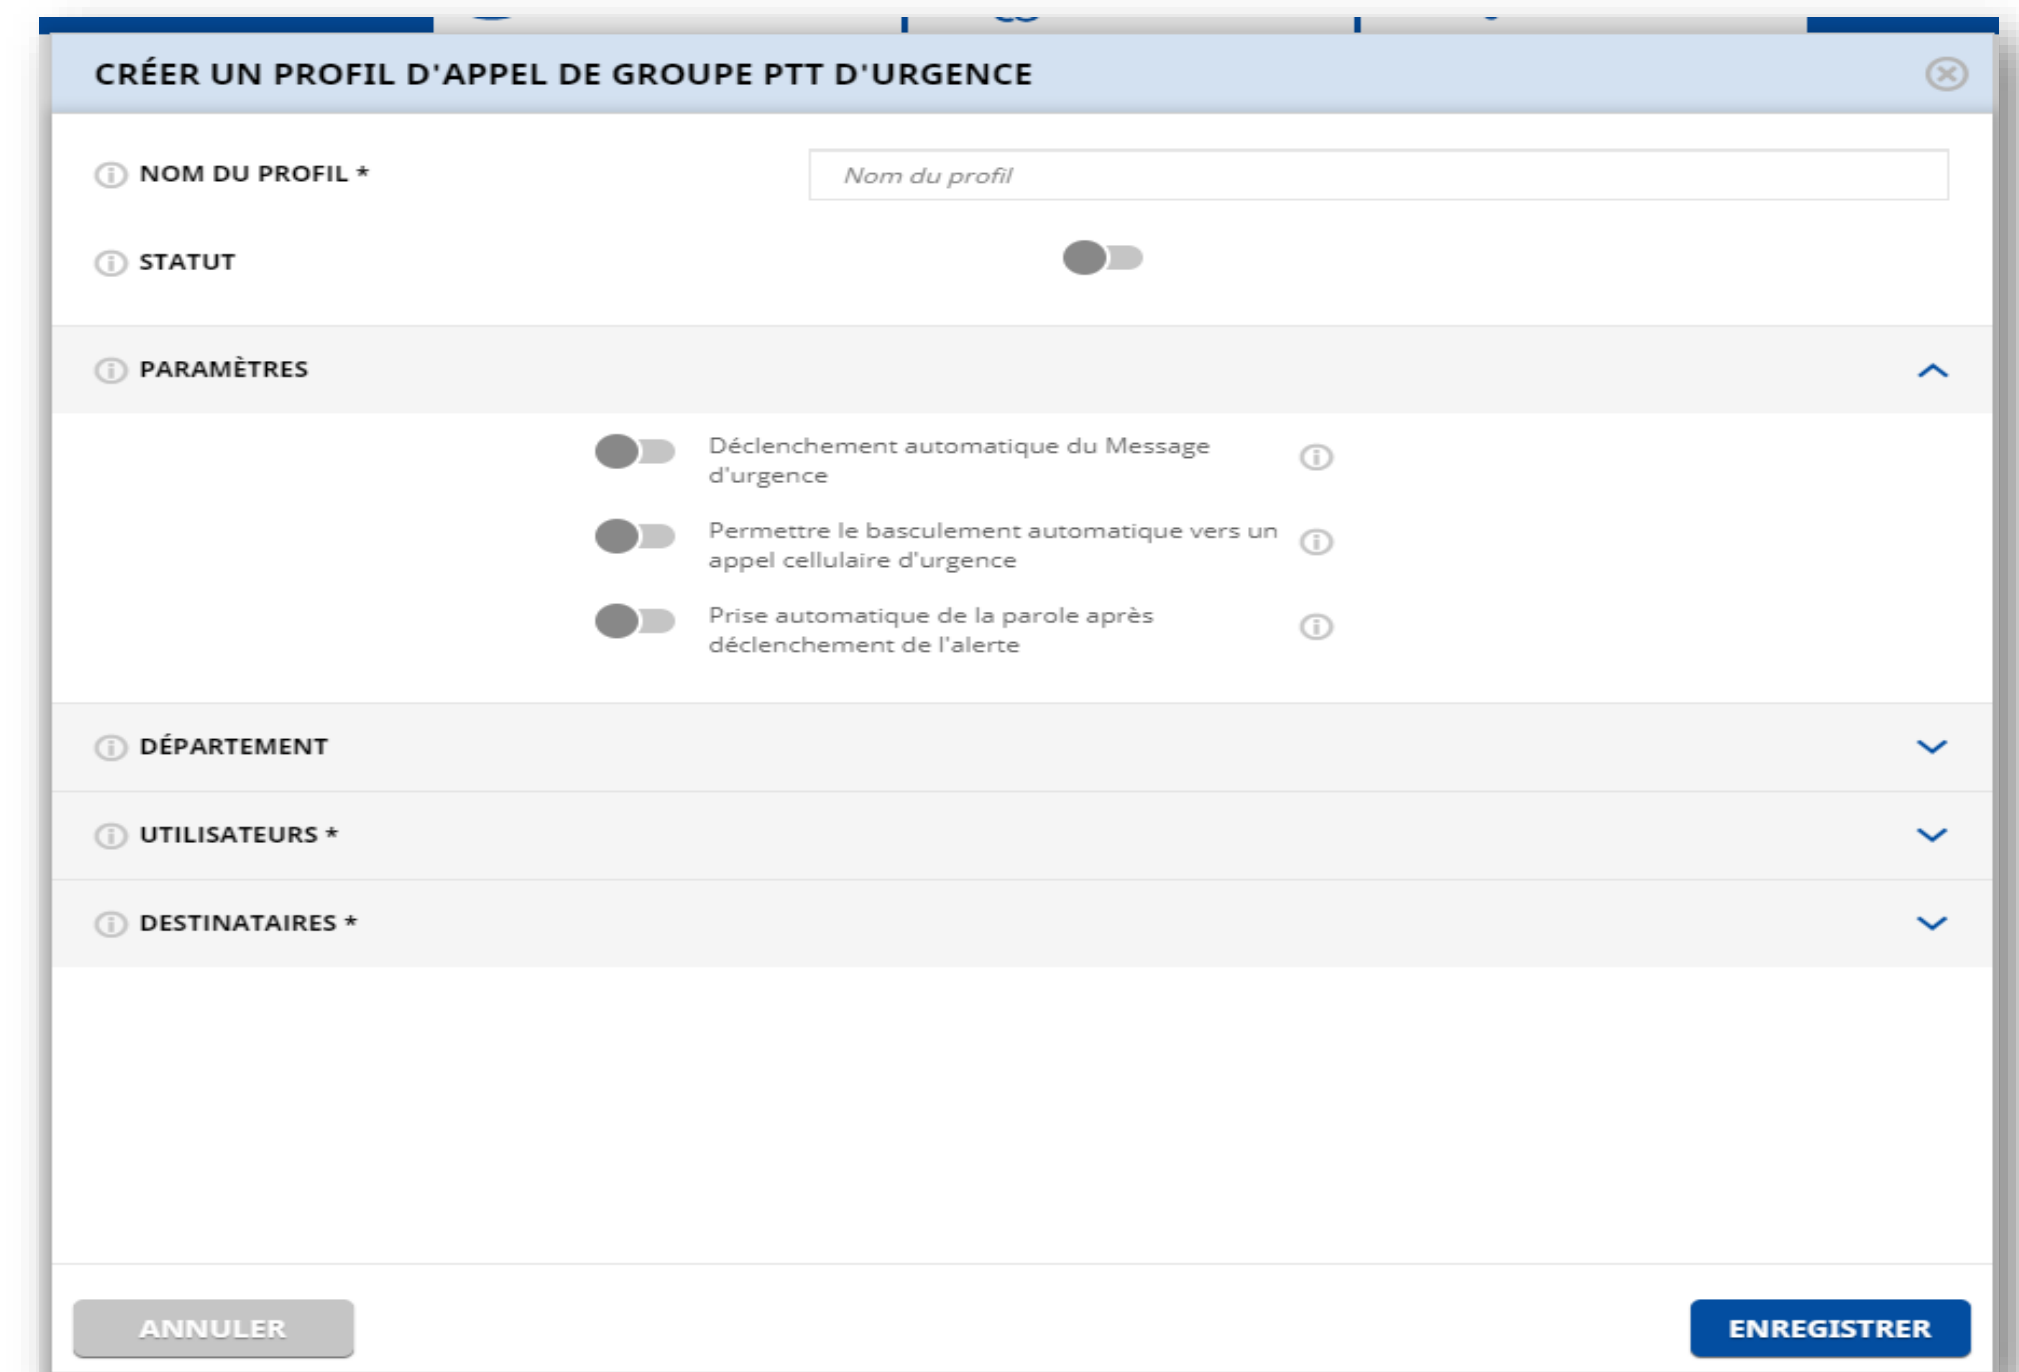 CRÉER UN PROFIL D'APPEL DE GROUPE PTT D'URGENCE
NOM DU PROFIL *
Nom du profil
STATUT
PARAMÈTRES
Déclenchement automatique du Message
d'urgence
Permettre le basculement automatique vers un
appel cellulaire d'urgence
Prise automatique de la parole après
déclenchement de l'alerte
DÉPARTEMENT
UTILISATEURS *
DESTINATAIRES *
ANNULER
ENREGISTRER